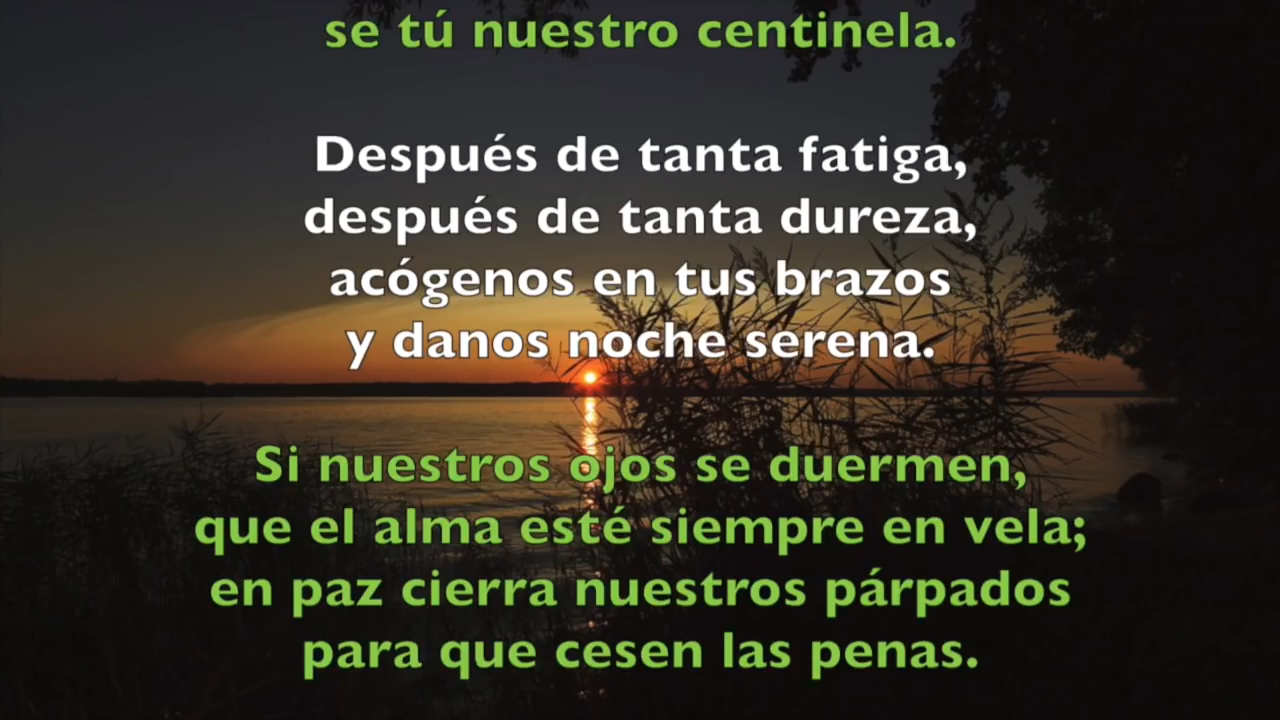 se tú nuestro centinela.
Después de tanta fatiga,
después de tanta dureza,
acógenos en tus brazos
y danos noche serena.
Si nuestros ojos se duermen,
que el alma esté siempre en vela;
en paz cierra nuestros párpados
para que cesen las penas.